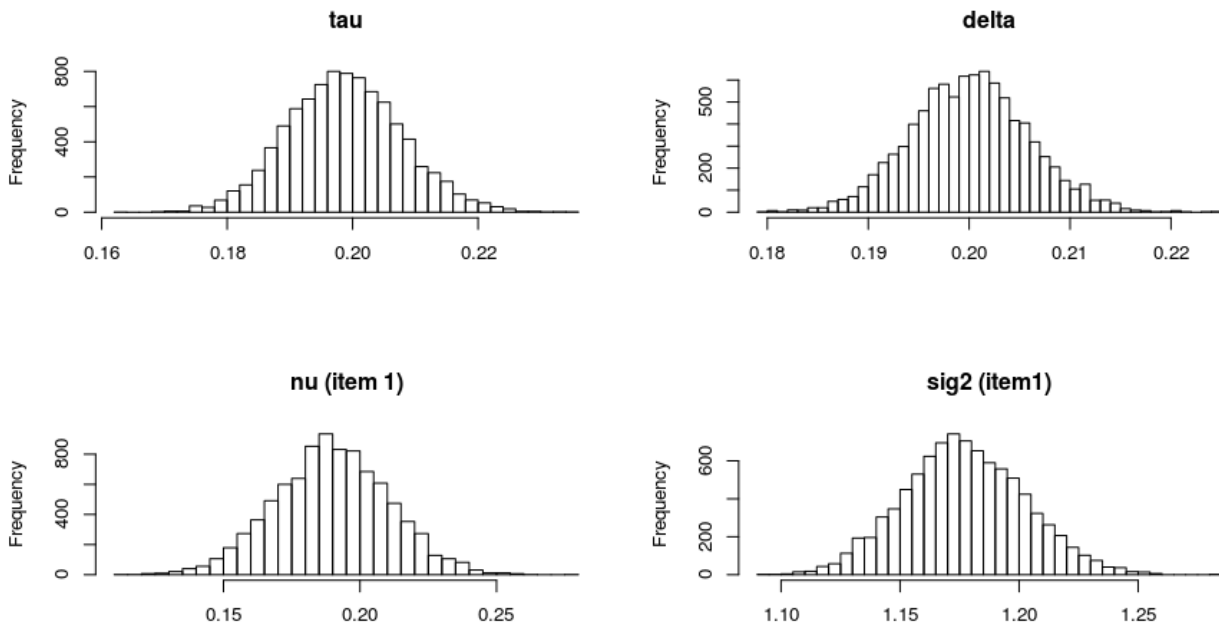 tau
Frequency
800
400
0
0.16 0.18 0.20 0.22
delta
Frequency
500
200
0
0.18 0.19 0.20 0.21 0.22
nu (item 1)
Frequency
800
400
0
0.15 0.20 0.25
sig2 (item1)
Frequency
600
200
0
1.10 1.15 1.20 1.25